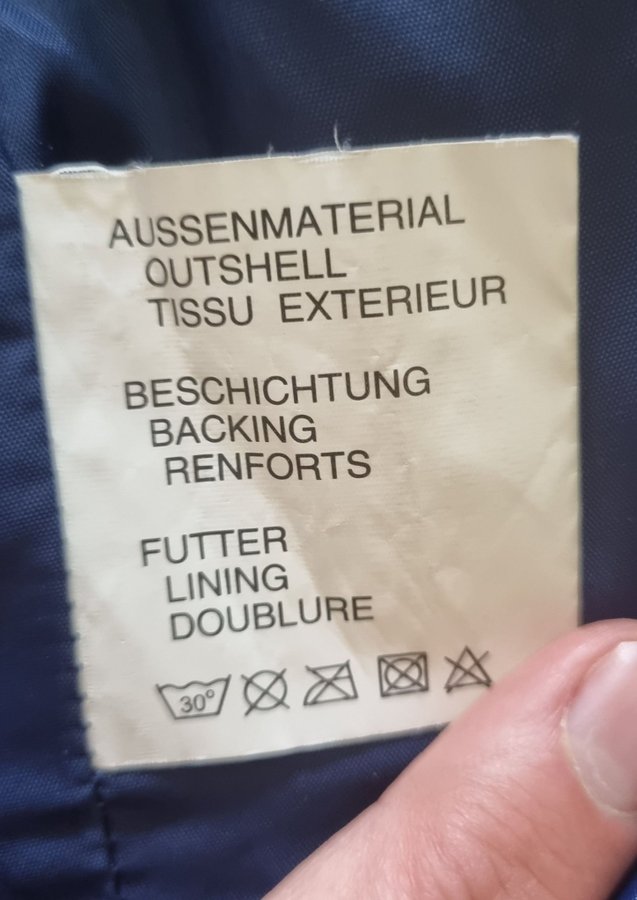 AUSSENMATERIAL
OUTSHELL
TISSU EXTERIEUR
BESCHICHTUNG
BACKING
RENFORTS
FUTTER
LINING
DOUBLURE
30°